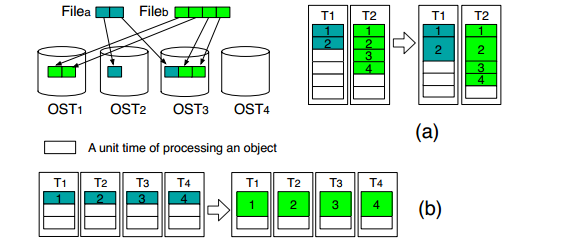 Filea Fileb
OST1 OST2 OST3 OST4
A unit time of processing an object
T1 T2
1 1
2 2
3
4
T1 T2
1 1
2 2
3
4
(a)
T1 T2 T3 T4
1 2 3 4
T1 T2 T3 T4
1 2 3 4
(b)